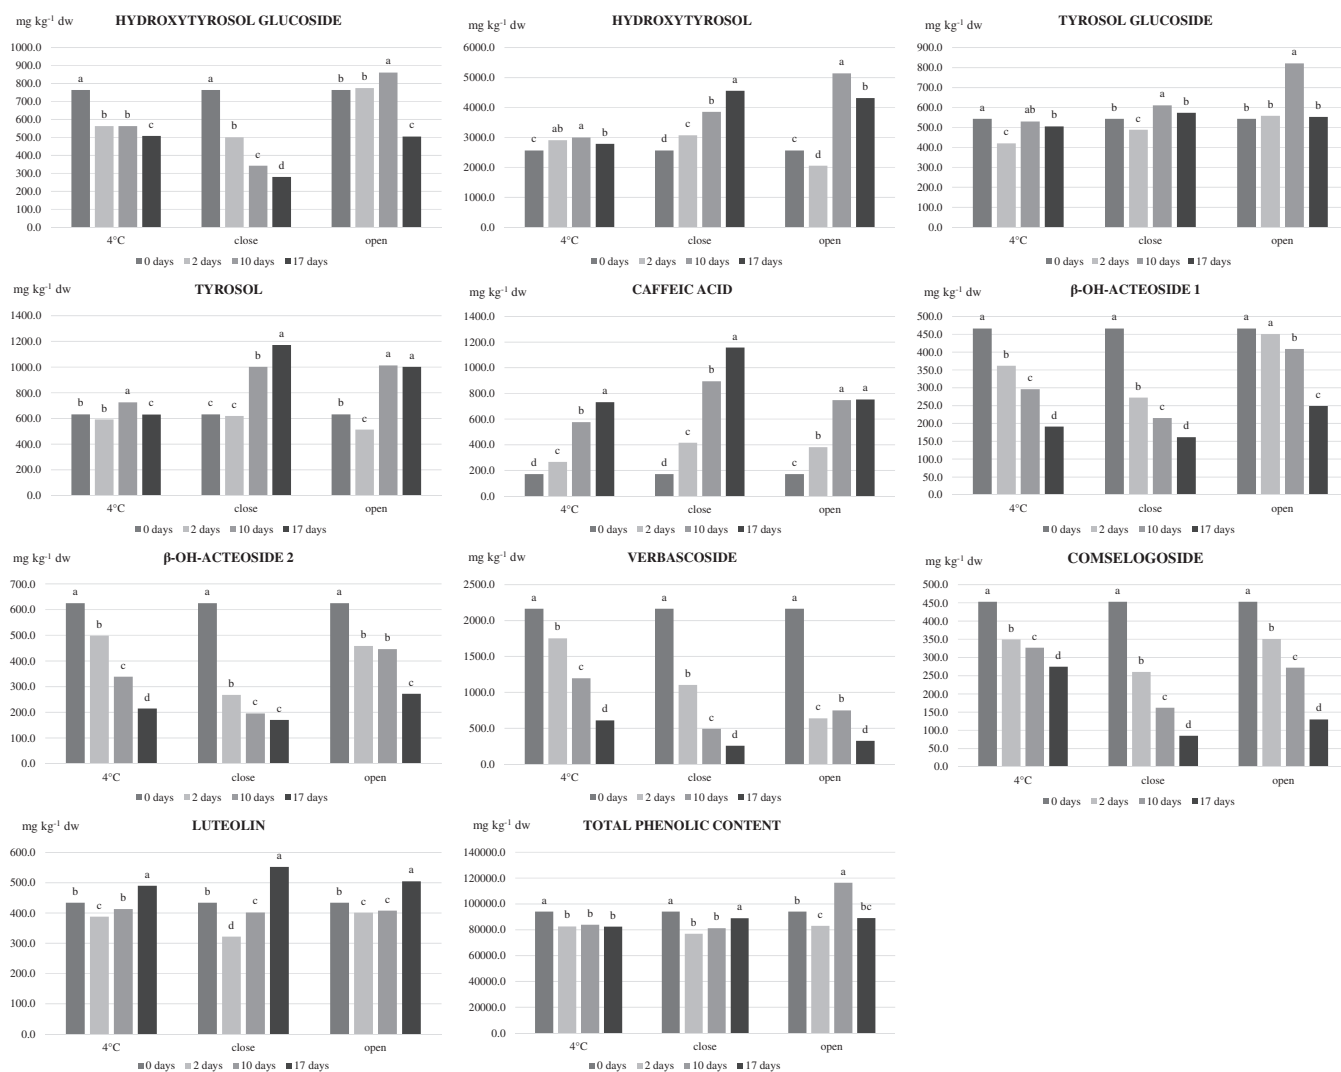 mg kg-1 dw HYDROXYTYROSOL GLUCOSIDE
1000.0
900.0
800.0
700.0
600.0
500.0
400.0
300.0
200.0
100.0
0.0
a b b c a b c d b b a c
4°C close open
0 days 2 days 10 days 17 days
mg kg-1 dw HYDROXYTYROSOL
6000.0
5000.0
4000.0
3000.0
2000.0
1000.0
0.0
c ab a b d c b a c d a b
4°C close open
0 days 2 days 10 days 17 days
mg kg-1 dw TYROSOL GLUCOSIDE
900.0
800.0
700.0
600.0
500.0
400.0
300.0
200.0
100.0
0.0
a c ab b b c a b b b a b
4°C close open
0 days 2 days 10 days 17 days
mg kg-1 dw TYROSOL
1400.0
1200.0
1000.0
800.0
600.0
400.0
200.0
0.0
b b a b c c b a b c a a
4°C close open
0 days 2 days 10 days 17 days
mg kg-1 dw CAFFEIC ACID
1400.0
1200.0
1000.0
800.0
600.0
400.0
200.0
0.0
d c b a d c b a c b a a
4°C close open
0 days 2 days 10 days 17 days
mg kg-1 dw β-OH-ACTEOSIDE 1
500.0
450.0
400.0
350.0
300.0
250.0
200.0
150.0
100.0
50.0
0.0
a b c d a b c d a a b c
4°C close open
0 days 2 days 10 days 17 days
mg kg-1 dw β-OH-ACTEOSIDE 2
700.0
600.0
500.0
400.0
300.0
200.0
100.0
0.0
a b c d a b c c a b b c
4°C close open
0 days 2 days 10 days 17 days
mg kg-1 dw VERBASCOSIDE
2500.0
2000.0
1500.0
1000.0
500.0
0.0
a b c d a b c d a c b d
4°C close open
0 days 2 days 10 days 17 days
mg kg-1 dw COMSELOGOSIDE
500.0
450.0
400.0
350.0
300.0
250.0
200.0
150.0
100.0
50.0
0.0
a b c d a b c d a b c d
4°C close open
0 days 2 days 10 days 17 days
mg kg-1 dw LUTEOLIN
600.0
500.0
400.0
300.0
200.0
100.0
0.0
b c b a b d c a b c c a
4°C close open
0 days 2 days 10 days 17 days
mg kg-1 dw TOTAL PHENOLIC CONTENT
140000.0
120000.0
100000.0
80000.0
60000.0
40000.0
20000.0
0.0
a b b b a b b a b c a bc
4°C close open
0 days 2 days 10 days 17 days